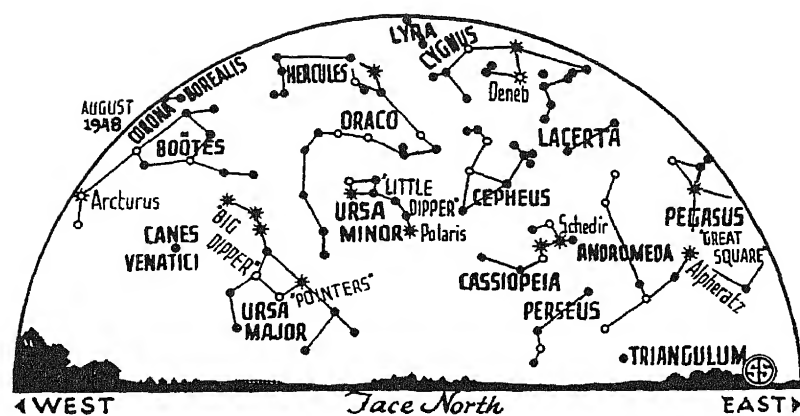 LYRA
CYGNUS
HERCULES
Deneb
CORONA BOREALIS
AUGUST
1948
DRACO
LACERTA
BOÖTES
Arcturus
"LITTLE
DIPPER"
URSA
MINOR
Polaris
CEPHEUS
PEGASUS
"GREAT
SQUARE"
"BIG
DIPPER"
CANES
VENATICI
Schedir
ANDROMEDA
Alpheratz
CASSIOPEIA
"POINTERS"
URSA
MAJOR
PERSEUS
TRIANGULUM
WEST
Face North
EAST